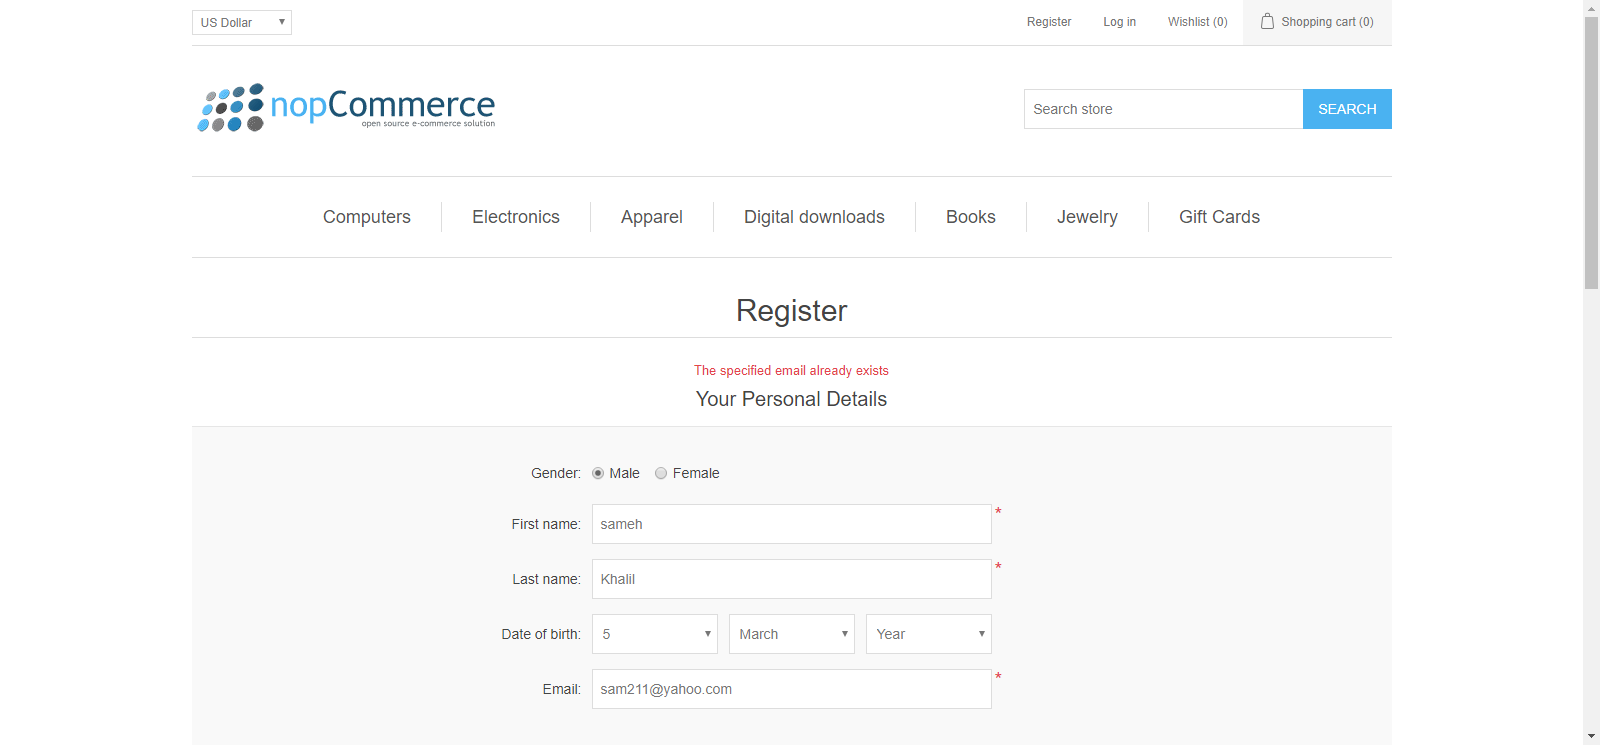 US Dollar
Register Log in Wishlist (0) Shopping cart (0)
nopCommerce
open source e-commerce solution
Search store SEARCH
Computers Electronics Apparel Digital downloads Books Jewelry Gift Cards
Register
The specified email already exists
Your Personal Details
Gender: Male Female
First name: sameh *
Last name: Khalil *
Date of birth: 5 March Year
Email: sam211@yahoo.com *